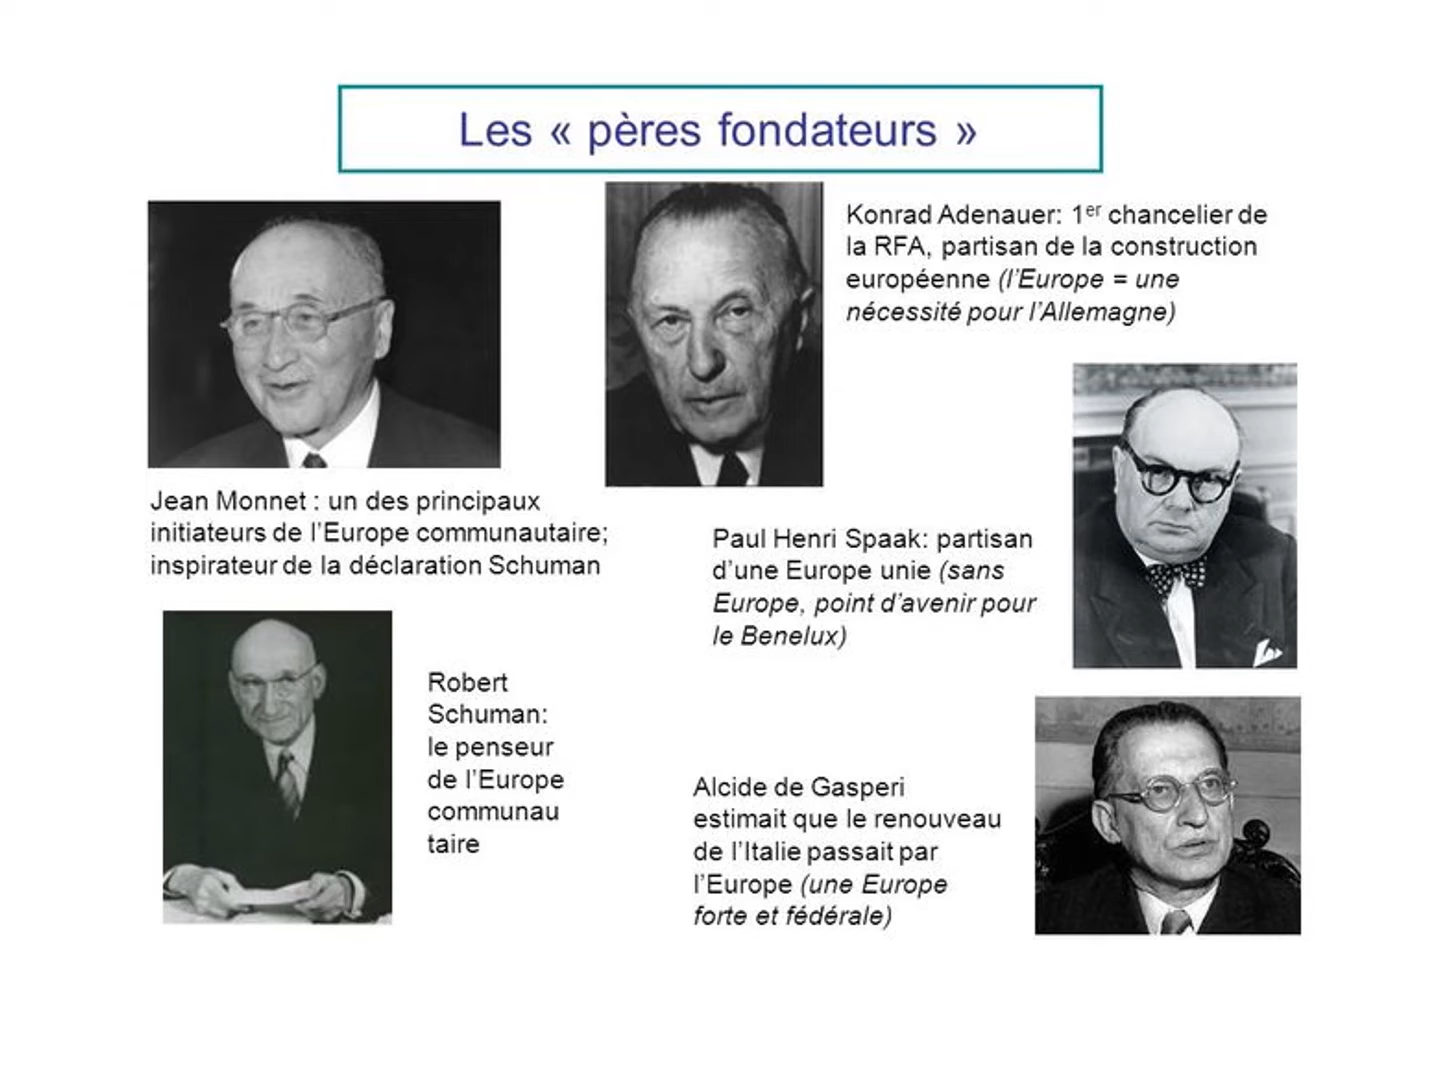 Les « pères fondateurs »
Konrad Adenauer: 1er chancelier de
la RFA, partisan de la construction
européenne (l’Europe = une
nécessité pour l’Allemagne)
Jean Monnet : un des principaux
initiateurs de l’Europe communautaire;
inspirateur de la déclaration Schuman
Paul Henri Spaak: partisan
d’une Europe unie (sans
Europe, point d’avenir pour
le Benelux)
Robert
Schuman:
le penseur
de l’Europe
communau
taire
Alcide de Gasperi
estimait que le renouveau
de l’Italie passait par
l’Europe (une Europe
forte et fédérale)